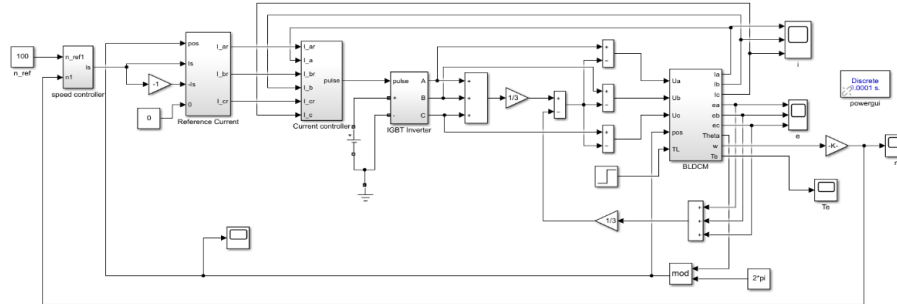 100
n_ref
n_ref1
n1
Is
speed controller
-1
0
pos
Is
-Is
0
I_ar
I_br
I_cr
Reference Current
I_ar
I_a
I_br
I_b
I_cr
I_c
pulse
Current controller
pulse
+
-
A
B
C
IGBT Inverter
+
+
+
1/3
+
−
+
−
+
−
+
−
Ua
Ub
Uc
pos
TL
Ia
Ib
Ic
ea
eb
ec
Theta
w
Te
BLDCM
i
e
Te
-K-
Discrete
0.0001 s.
powergui
+
+
+
1/3
mod
2*pi